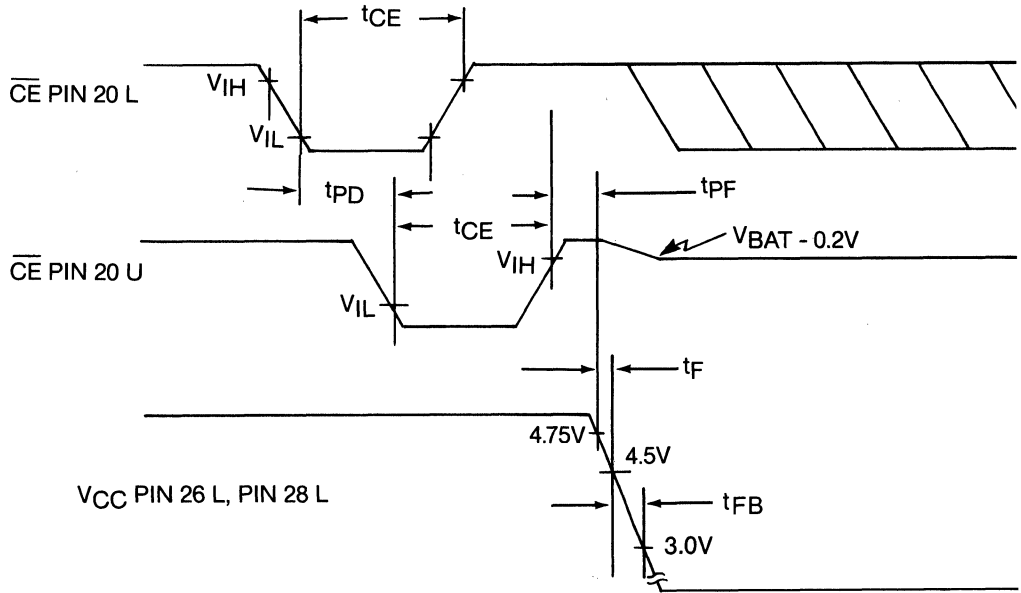 tCE
CE PIN 20 L
VIH
VIL
tPD
tPF
tCE
CE PIN 20 U
VBAT - 0.2V
VIH
VIL
tF
4.75V
4.5V
VCC PIN 26 L, PIN 28 L
tFB
3.0V